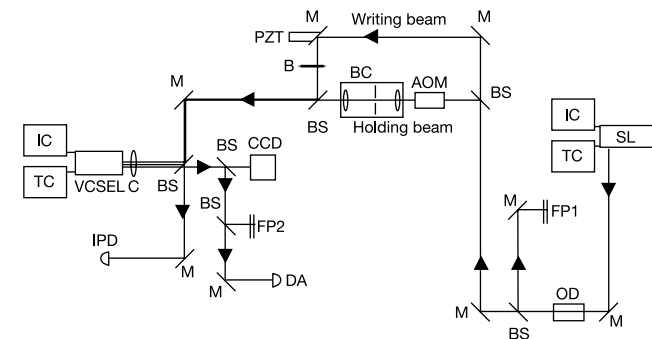 M Writing beam M
PZT
B
M BC AOM
BS BS
Holding beam
IC IC
TC SL
TC
BS CCD
VCSEL C BS
BS
M FP1
FP2
IPD
M
M DA
OD
M BS M